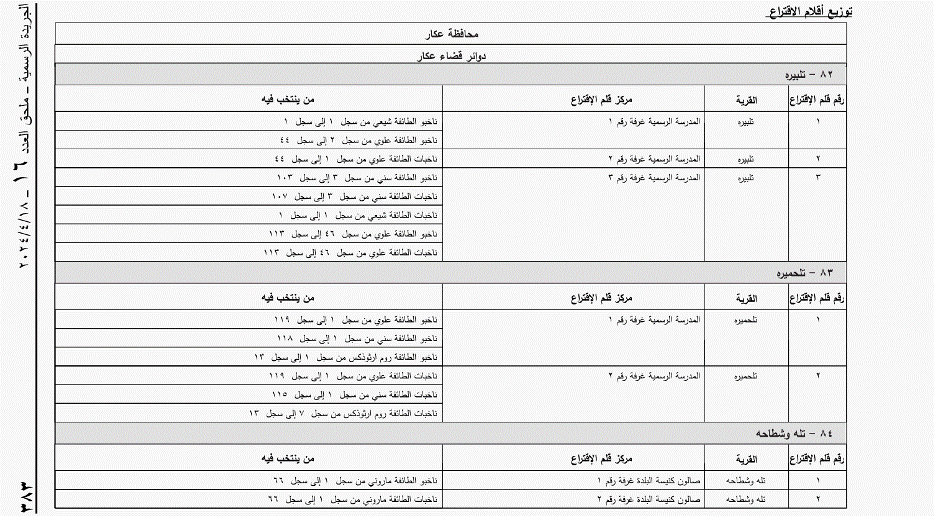 توزيع أقلام الاقتراع
محافظة عكار
دوائر قضاء عكار
٨٢ - تلبيره
رقم قلم الإقتراع القرية مركز قلم الإقتراع من ينتخب فيه
١ تلبيره المدرسة الرسمية غرفة رقم ١ ناخبو الطائفة شيعي من سجل ١ إلى سجل ١
ناخبو الطائفة علوي من سجل ٢ إلى سجل ٤٤
٢ تلبيره المدرسة الرسمية غرفة رقم ٢ ناخبات الطائفة علوي من سجل ١ إلى سجل ٤٤
٣ تلبيره المدرسة الرسمية غرفة رقم ٣ ناخبو الطائفة سني من سجل ٣ إلى سجل ١٠٣
ناخبات الطائفة سني من سجل ٣ إلى سجل ١٠٧
ناخبات الطائفة شيعي من سجل ١ إلى سجل ١
ناخبو الطائفة علوي من سجل ٤٦ إلى سجل ١١٣
ناخبات الطائفة علوي من سجل ٤٦ إلى سجل ١١٣
٨٣ - تلحميره
رقم قلم الإقتراع القرية مركز قلم الإقتراع من ينتخب فيه
١ تلحميره المدرسة الرسمية غرفة رقم ١ ناخبو الطائفة علوي من سجل ١ إلى سجل ١١٩
ناخبو الطائفة سني من سجل ١ إلى سجل ١١٨
ناخبو الطائفة روم ارثوذكس من سجل ١ إلى سجل ١٣
٢ تلحميره المدرسة الرسمية غرفة رقم ٢ ناخبات الطائفة علوي من سجل ١ إلى سجل ١١٩
ناخبات الطائفة سني من سجل ١ إلى سجل ١١٥
ناخبات الطائفة روم ارثوذكس من سجل ٧ إلى سجل ١٣
٨٤ - تله وشطاحه
رقم قلم الإقتراع القرية مركز قلم الإقتراع من ينتخب فيه
١ تله وشطاحه صالون كنيسة البلدة غرفة رقم ١ ناخبو الطائفة ماروني من سجل ١ إلى سجل ٦٦
٢ تله وشطاحه صالون كنيسة البلدة غرفة رقم ٢ ناخبات الطائفة ماروني من سجل ١ إلى سجل ٦٦
الجريدة الرسمية – ملحق العدد ١٦ – ٢٠٢٤/٤/١٨
٣٨٣